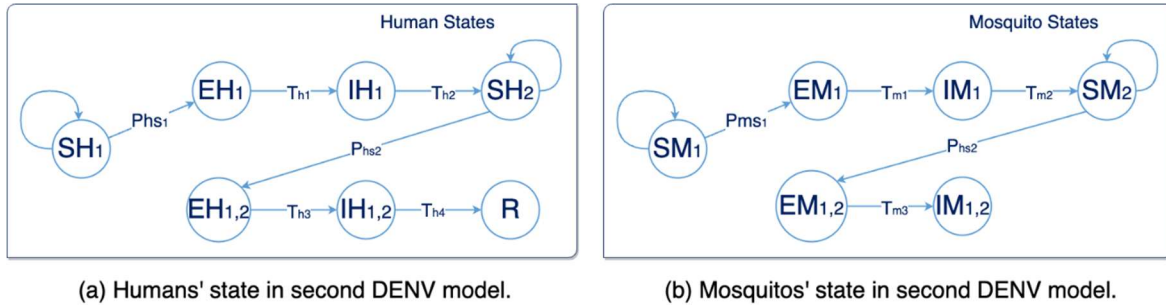 Human States
EH1 Th1 IH1 Th2 SH2
Phs1
SH1
Phs2
EH1,2 Th3 IH1,2 Th4 R
(a) Humans' state in second DENV model.
Mosquito States
EM1 Tm1 IM1 Tm2 SM2
Pms1
SM1
Phs2
EM1,2 Tm3 IM1,2
(b) Mosquitos' state in second DENV model.